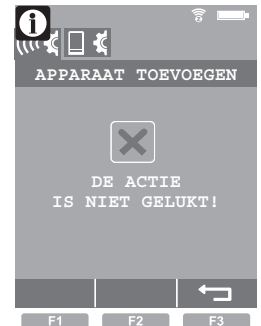 APPARAAT TOEVOEGEN
DE ACTIE
IS NIET GELUKT!
F1 F2 F3